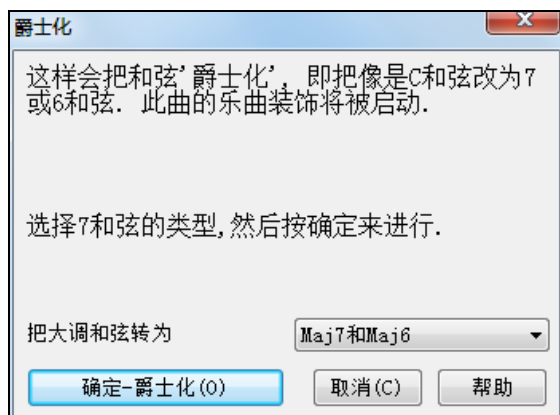 爵士化
这样会把和弦'爵士化', 即把像是C和弦改为7
或6和弦. 此曲的乐曲装饰将被启动.
选择7和弦的类型,然后按确定来进行.
把大调和弦转为 Maj7和Maj6
确定-爵士化(O) 取消(C) 帮助